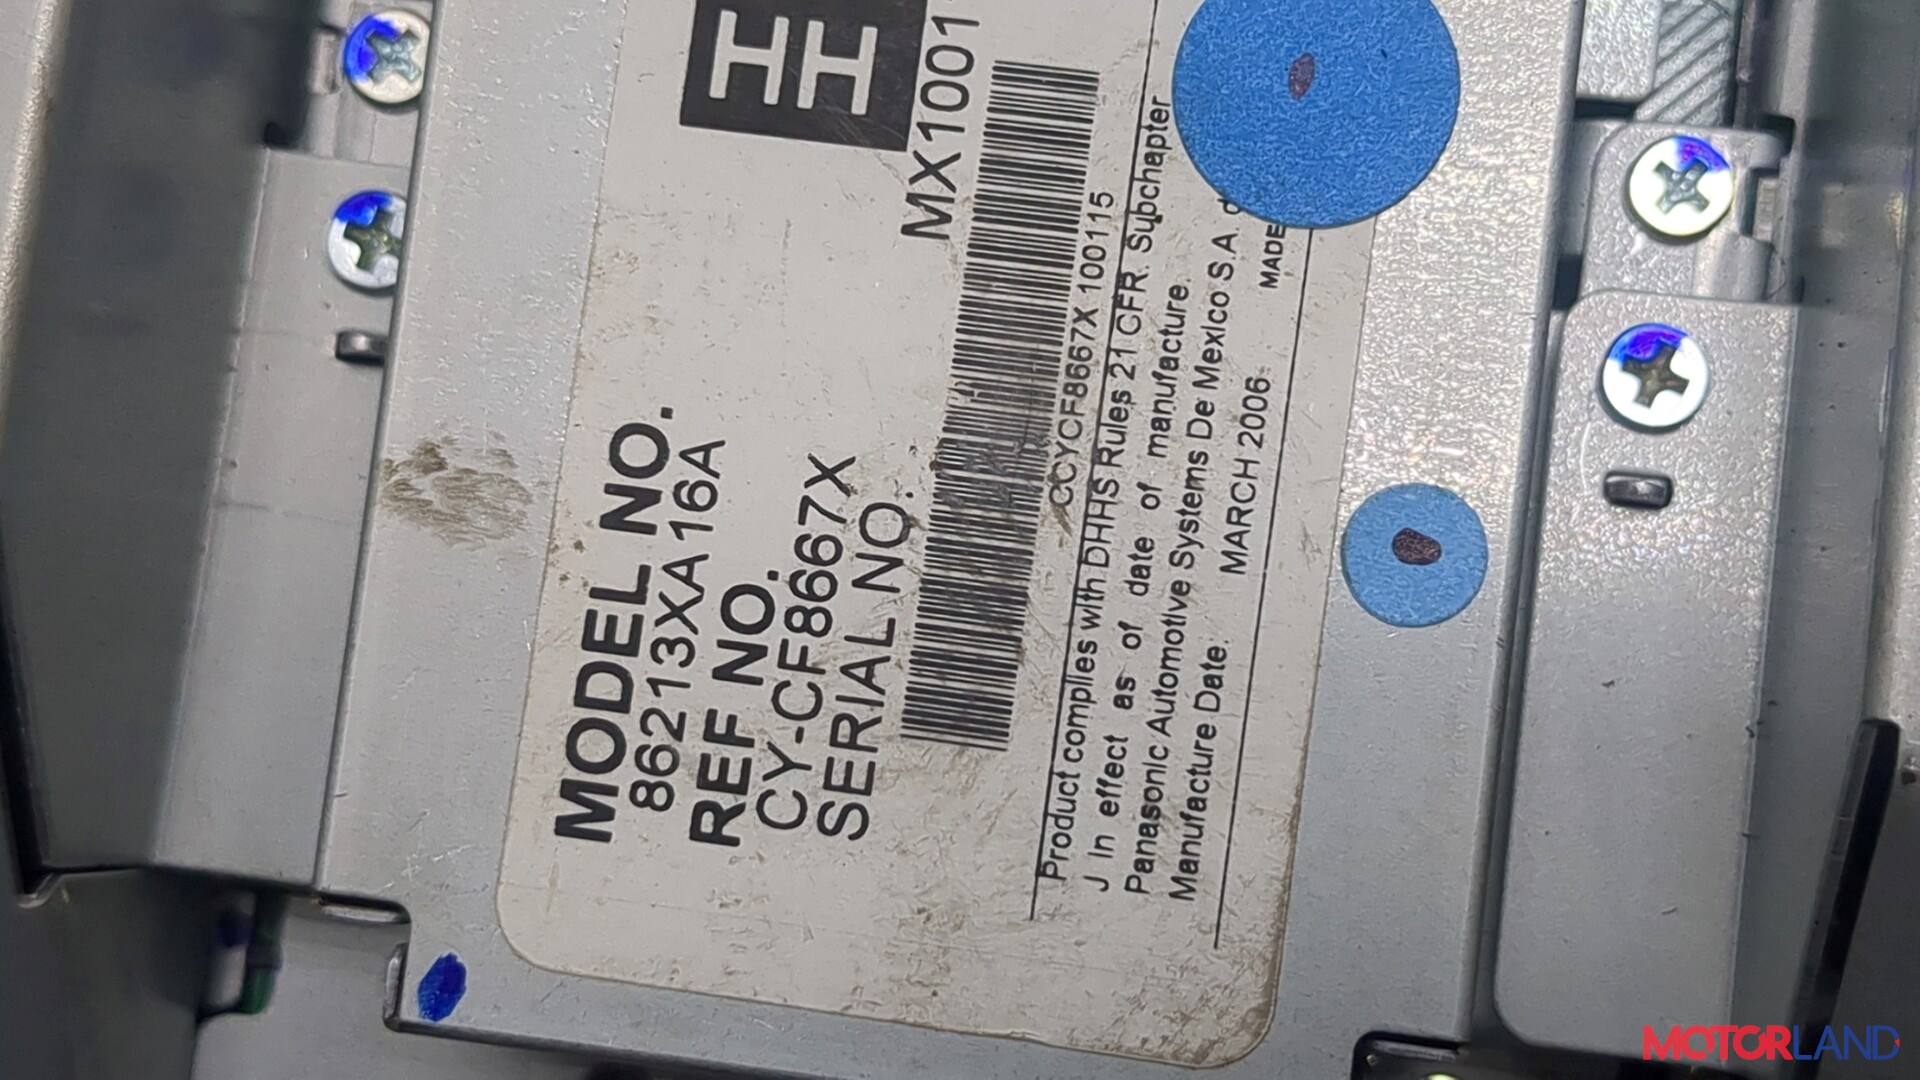 HH
MODEL NO.
86213XA16A
REF NO.
CY-CF8667X
SERIAL NO.
MX1001
CCYCF8667X 100115
Product complies with DHHS Rules 21 CFR. Subchapter
J in effect as of date of manufacture.
Panasonic Automotive Systems De Mexico S.A.
Manufacture Date: MARCH 2006
MADE
MOTORLAND